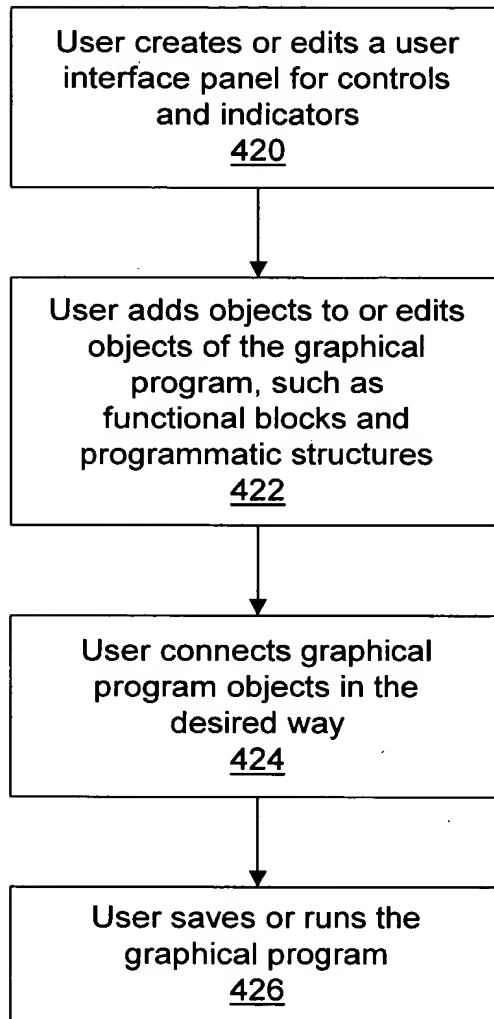 User creates or edits a user
interface panel for controls
and indicators
420
User adds objects to or edits
objects of the graphical
program, such as
functional blocks and
programmatic structures
422
User connects graphical
program objects in the
desired way
424
User saves or runs the
graphical program
426